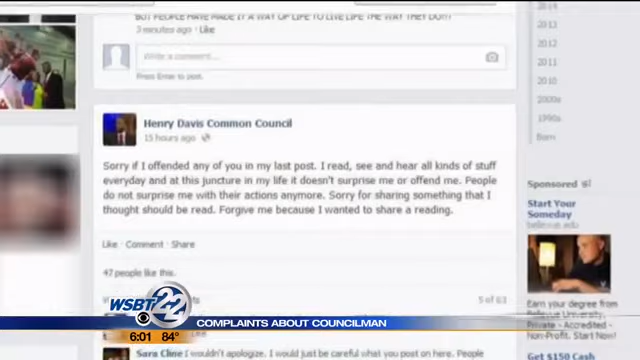 BUT PEOPLE HAVE MADE IT A WAY OF LIFE TO LIVE LIFE THE WAY THEY DO!!!
3 minutes ago · Like
Write a comment...
Press Enter to post.
Henry Davis Common Council
15 hours ago
Sorry if I offended any of you in my last post. I read, see and hear all kinds of stuff
everyday and at this juncture in my life it doesn't surprise me or offend me. People
do not surprise me with their actions anymore. Sorry for sharing something that I
thought should be read. Forgive me because I wanted to share a reading.
Like · Comment · Share
47 people like this.
5 of 63
Sara Cline I wouldn't apologize. I would just be careful what you post on here. People
2014
2013
2012
2011
2010
2000s
1990s
Born
Sponsored
Start Your
Someday
bellevue.edu
Earn your degree from
Bellevue University,
Private - Accredited -
Non-Profit. Start Now!
Get $150 Cash
WSBT 22
COMPLAINTS ABOUT COUNCILMAN
6:01 84°